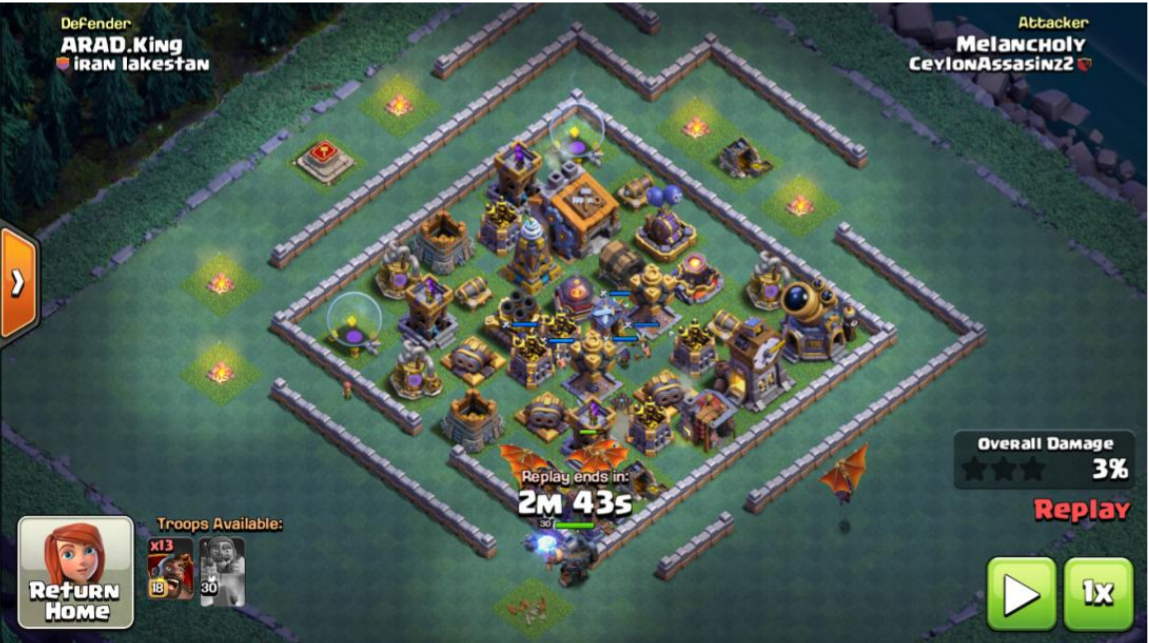 Defender
ARAD.King
iran lakestan
Attacker
Melancholy
CeylonAssasinz2
Overall Damage
3%
Replay
Replay ends in:
2M 43s
30
Troops Available:
x13
18
30
Return
Home
1x